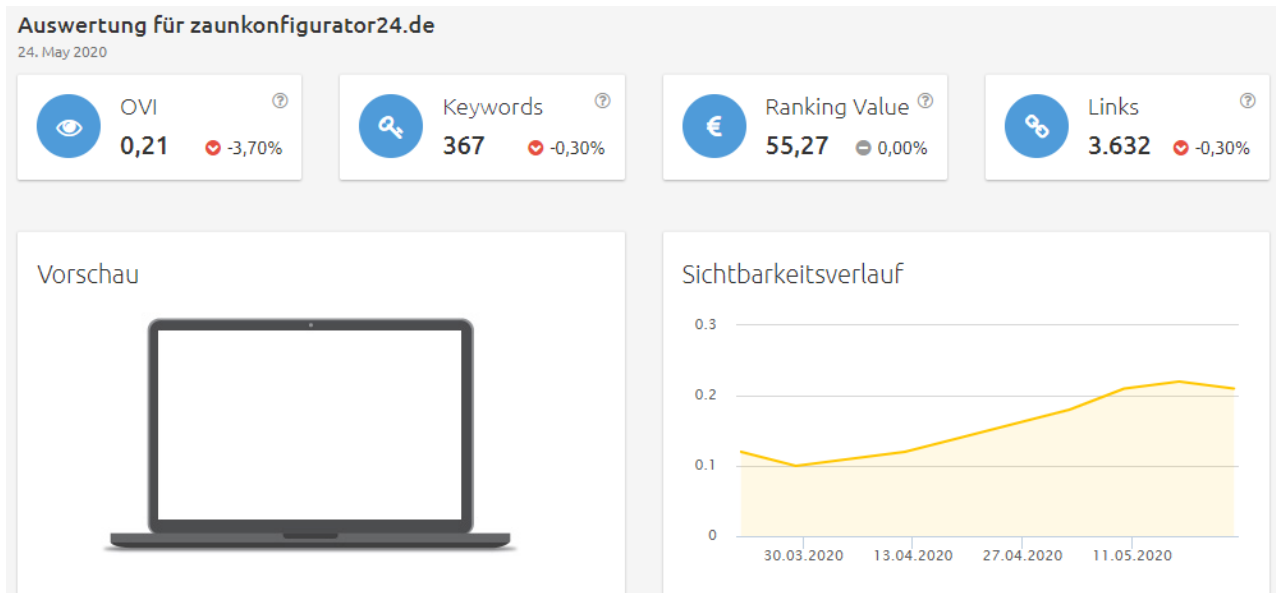 Auswertung für zaunkonfigurator24.de
24. May 2020
OVI
0,21 -3,70%
Keywords
367 -0,30%
Ranking Value
€ 55,27 0,00%
Links
3.632 -0,30%
Vorschau
Sichtbarkeitsverlauf
0.3
0.2
0.1
0
30.03.2020 13.04.2020 27.04.2020 11.05.2020